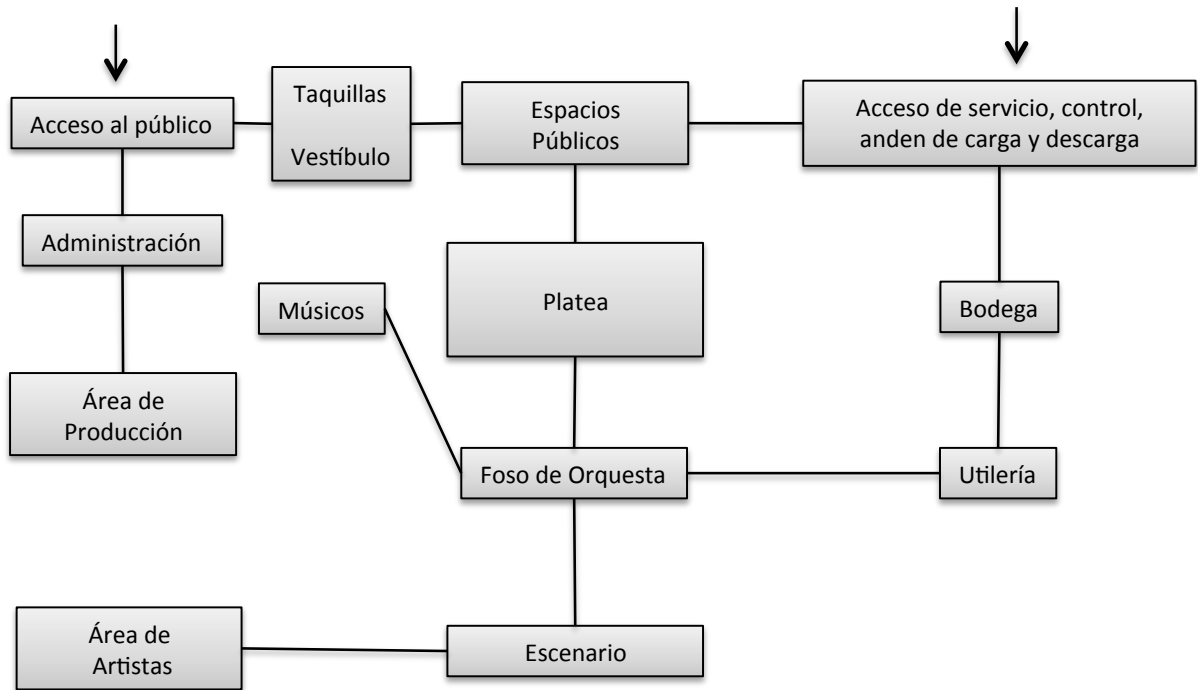 Acceso al público
Taquillas
Vestíbulo
Espacios
Públicos
Acceso de servicio, control,
anden de carga y descarga
Administración
Músicos
Platea
Bodega
Área de
Producción
Foso de Orquesta
Utilería
Área de
Artistas
Escenario